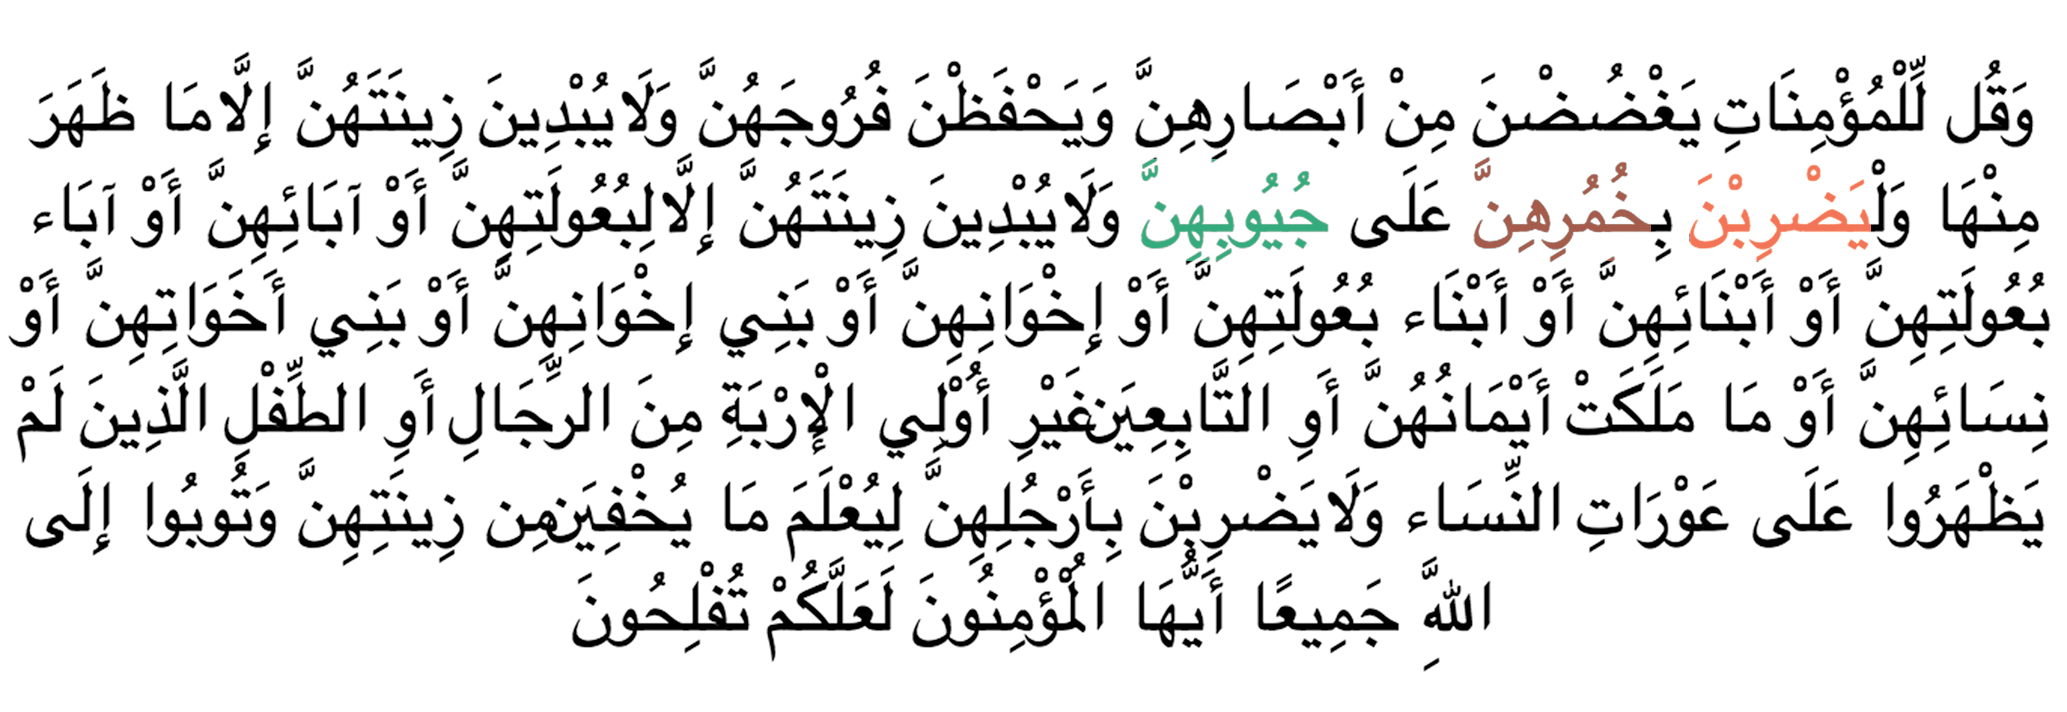 وَقُل لِّلْمُؤْمِنَاتِ يَغْضُضْنَ مِنْ أَبْصَارِهِنَّ وَيَحْفَظْنَ فُرُوجَهُنَّ وَلَا يُبْدِينَ زِينَتَهُنَّ إِلَّا مَا ظَهَرَ
مِنْهَا وَلْيَضْرِبْنَ بِخُمُرِهِنَّ عَلَى جُيُوبِهِنَّ وَلَا يُبْدِينَ زِينَتَهُنَّ إِلَّا لِبُعُولَتِهِنَّ أَوْ آبَائِهِنَّ أَوْ آبَاء
بُعُولَتِهِنَّ أَوْ أَبْنَائِهِنَّ أَوْ أَبْنَاء بُعُولَتِهِنَّ أَوْ إِخْوَانِهِنَّ أَوْ بَنِي إِخْوَانِهِنَّ أَوْ بَنِي أَخَوَاتِهِنَّ أَوْ
نِسَائِهِنَّ أَوْ مَا مَلَكَتْ أَيْمَانُهُنَّ أَوِ التَّابِعِينَ غَيْرِ أُوْلِي الْإِرْبَةِ مِنَ الرِّجَالِ أَوِ الطِّفْلِ الَّذِينَ لَمْ
يَظْهَرُوا عَلَى عَوْرَاتِ النِّسَاء وَلَا يَضْرِبْنَ بِأَرْجُلِهِنَّ لِيُعْلَمَ مَا يُخْفِينَ مِن زِينَتِهِنَّ وَتُوبُوا إِلَى
اللَّهِ جَمِيعًا أَيُّهَا الْمُؤْمِنُونَ لَعَلَّكُمْ تُفْلِحُونَ